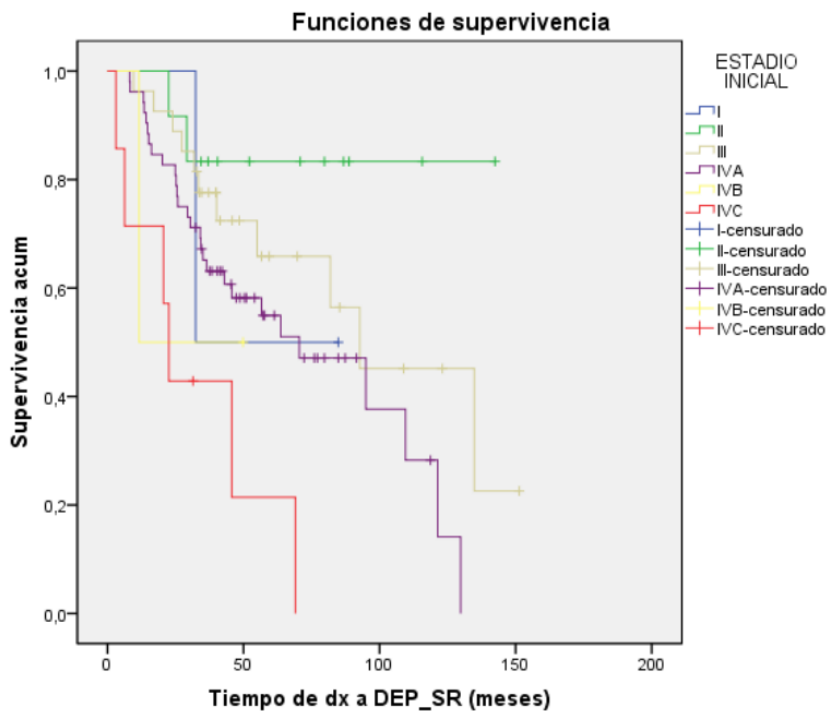 Funciones de supervivencia
ESTADIO
INICIAL
I
II
III
IVA
IVB
IVC
I-censurado
II-censurado
III-censurado
IVA-censurado
IVB-censurado
IVC-censurado
Supervivencia acum
1,0
0,8
0,6
0,4
0,2
0,0
0 50 100 150 200
Tiempo de dx a DEP_SR (meses)